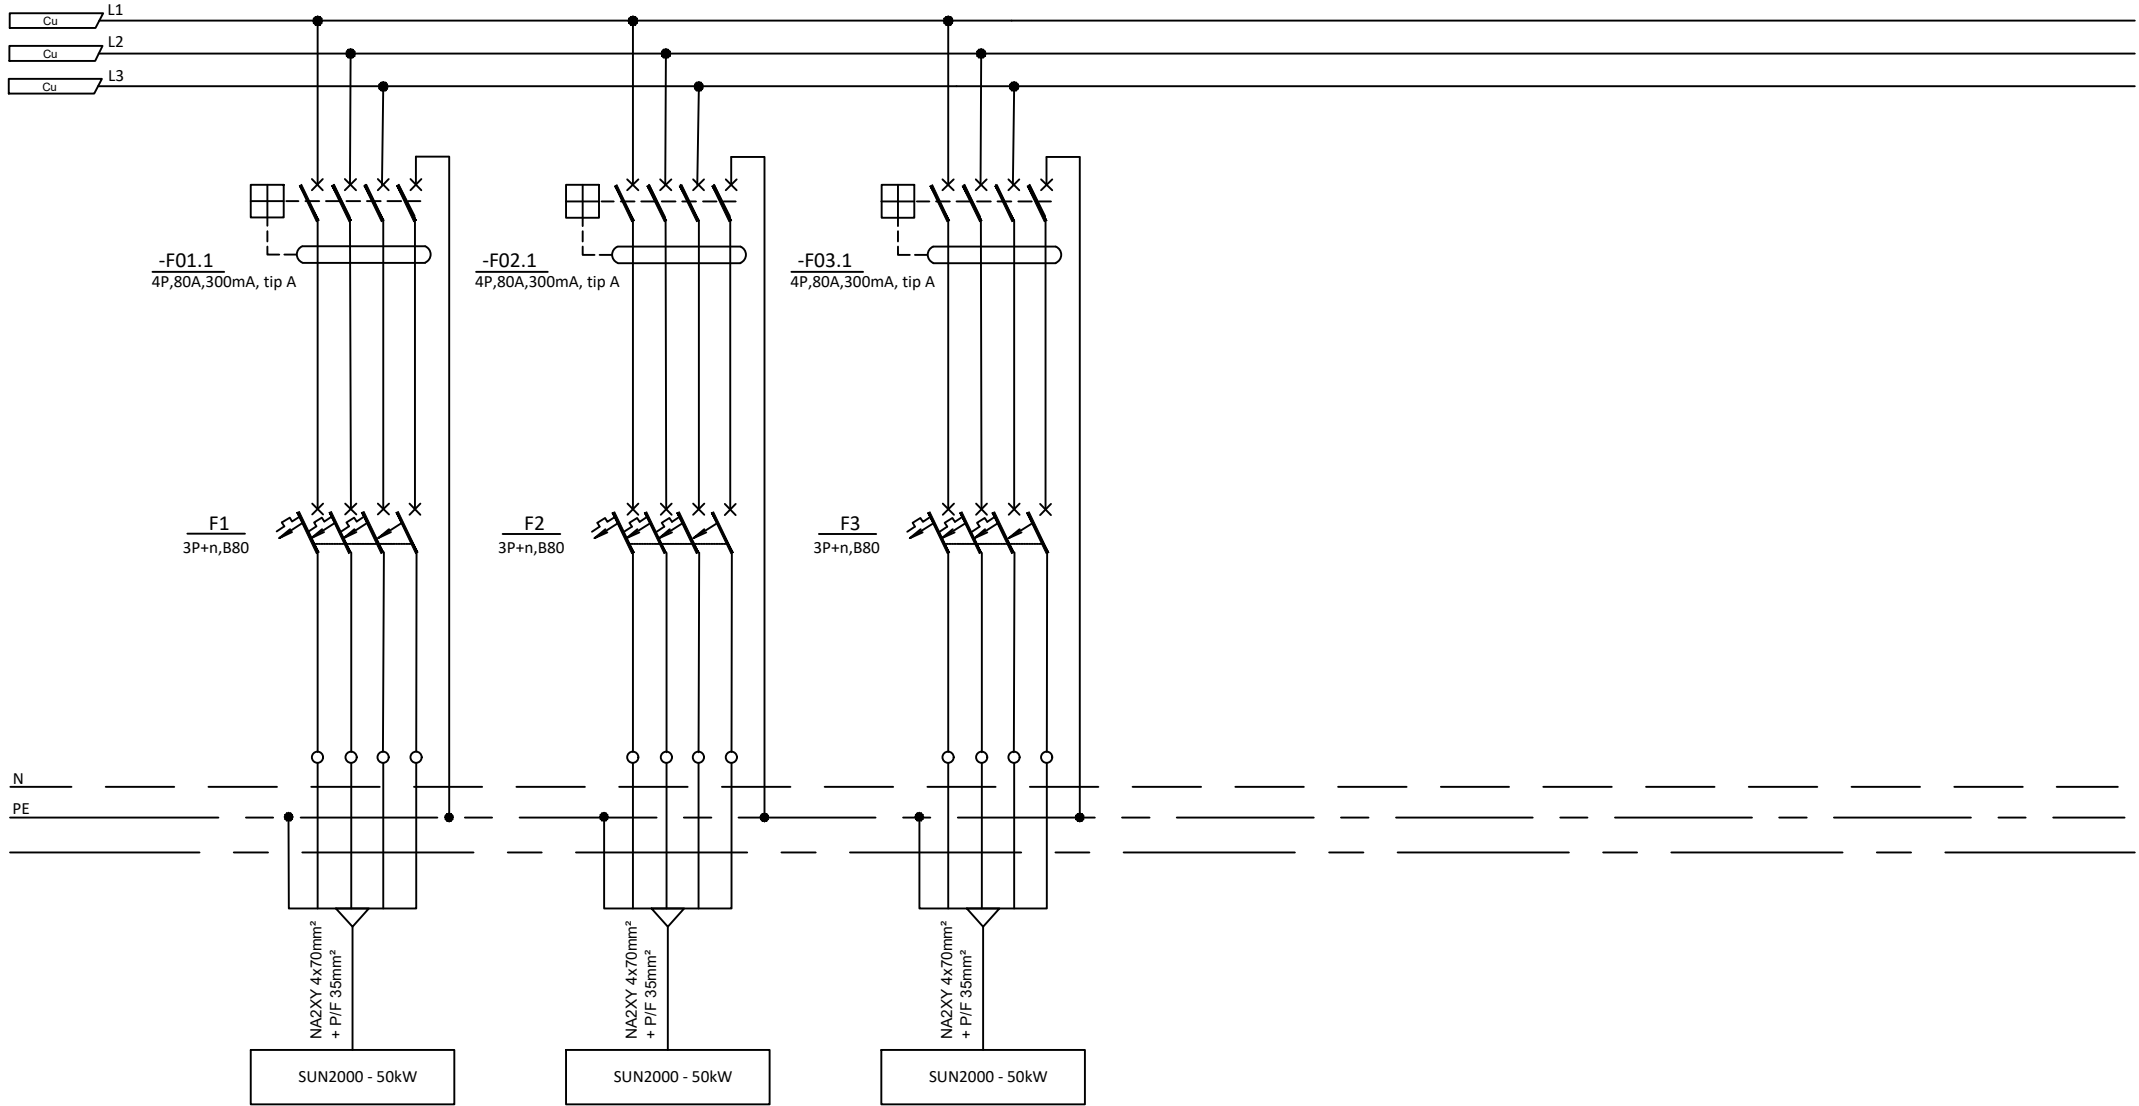 L1
Cu
L2
Cu
L3
Cu
-F01.1
4P,80A,300mA, tip A
-F02.1
4P,80A,300mA, tip A
-F03.1
4P,80A,300mA, tip A
F1
3P+n,B80
F2
3P+n,B80
F3
3P+n,B80
N
PE
NA2XY 4x70mm²
+ P/F 35mm²
NA2XY 4x70mm²
+ P/F 35mm²
NA2XY 4x70mm²
+ P/F 35mm²
SUN2000 - 50kW
SUN2000 - 50kW
SUN2000 - 50kW